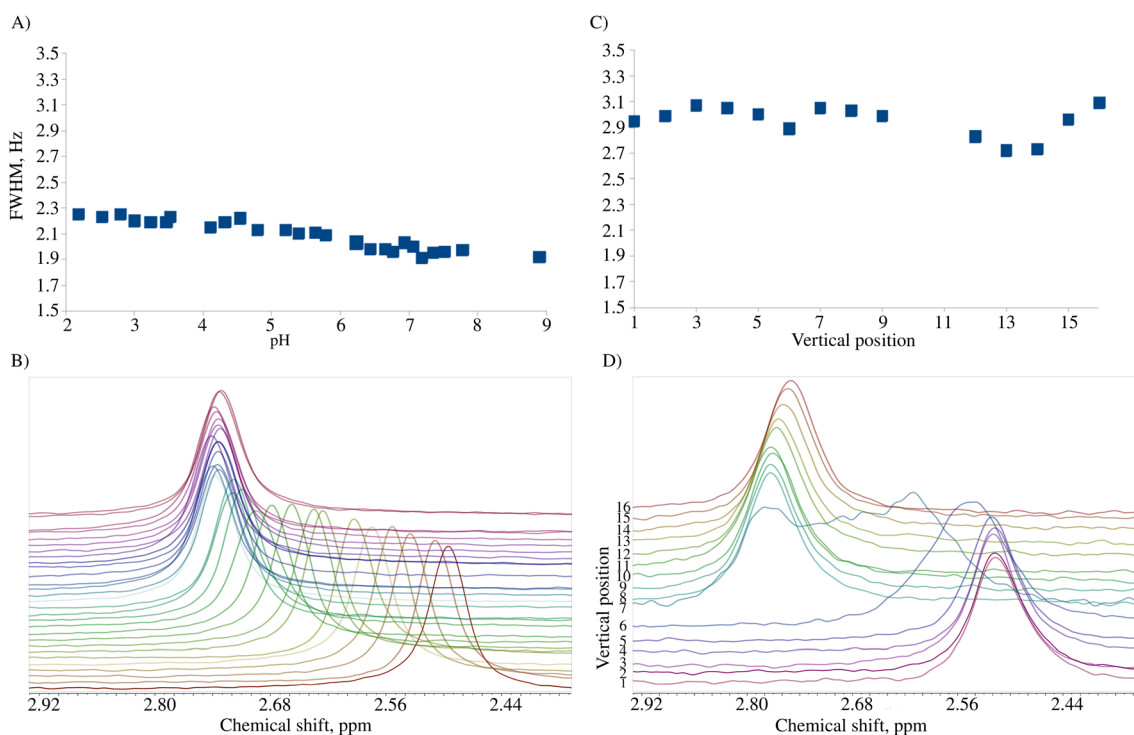 A)
3.5
3.3
3.1
2.9
2.7
2.5
2.3
2.1
1.9
1.7
1.5
FWHM, Hz
2 3 4 5 6 7 8 9
pH
C)
3.5
3.3
3.1
2.9
2.7
2.5
2.3
2.1
1.9
1.7
1.5
1 3 5 7 9 11 13 15
Vertical position
B)
2.92 2.80 2.68 2.56 2.44
Chemical shift, ppm
D)
Vertical position
16
15
14
13
12
11
10
9
8
7
6
5
4
3
2
1
2.92 2.80 2.68 2.56 2.44
Chemical shift, ppm